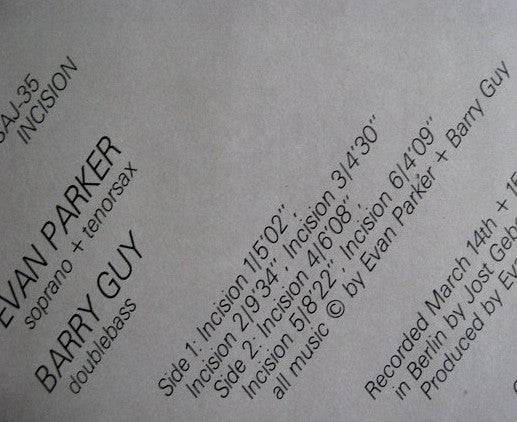 SAJ-35
INCISION
EVAN PARKER
soprano + tenorsax
BARRY GUY
doublebass
Side 1: Incision 1|5'02";
Incision 2|9'34"; Incision 3|4'30"
Side 2: Incision 4|6'08";
Incision 5|8'22"; Incision 6|4'09"
all music © by Evan Parker + Barry Guy
Recorded March 14th + 15
in Berlin by Jost Gebe
Produced by Ev